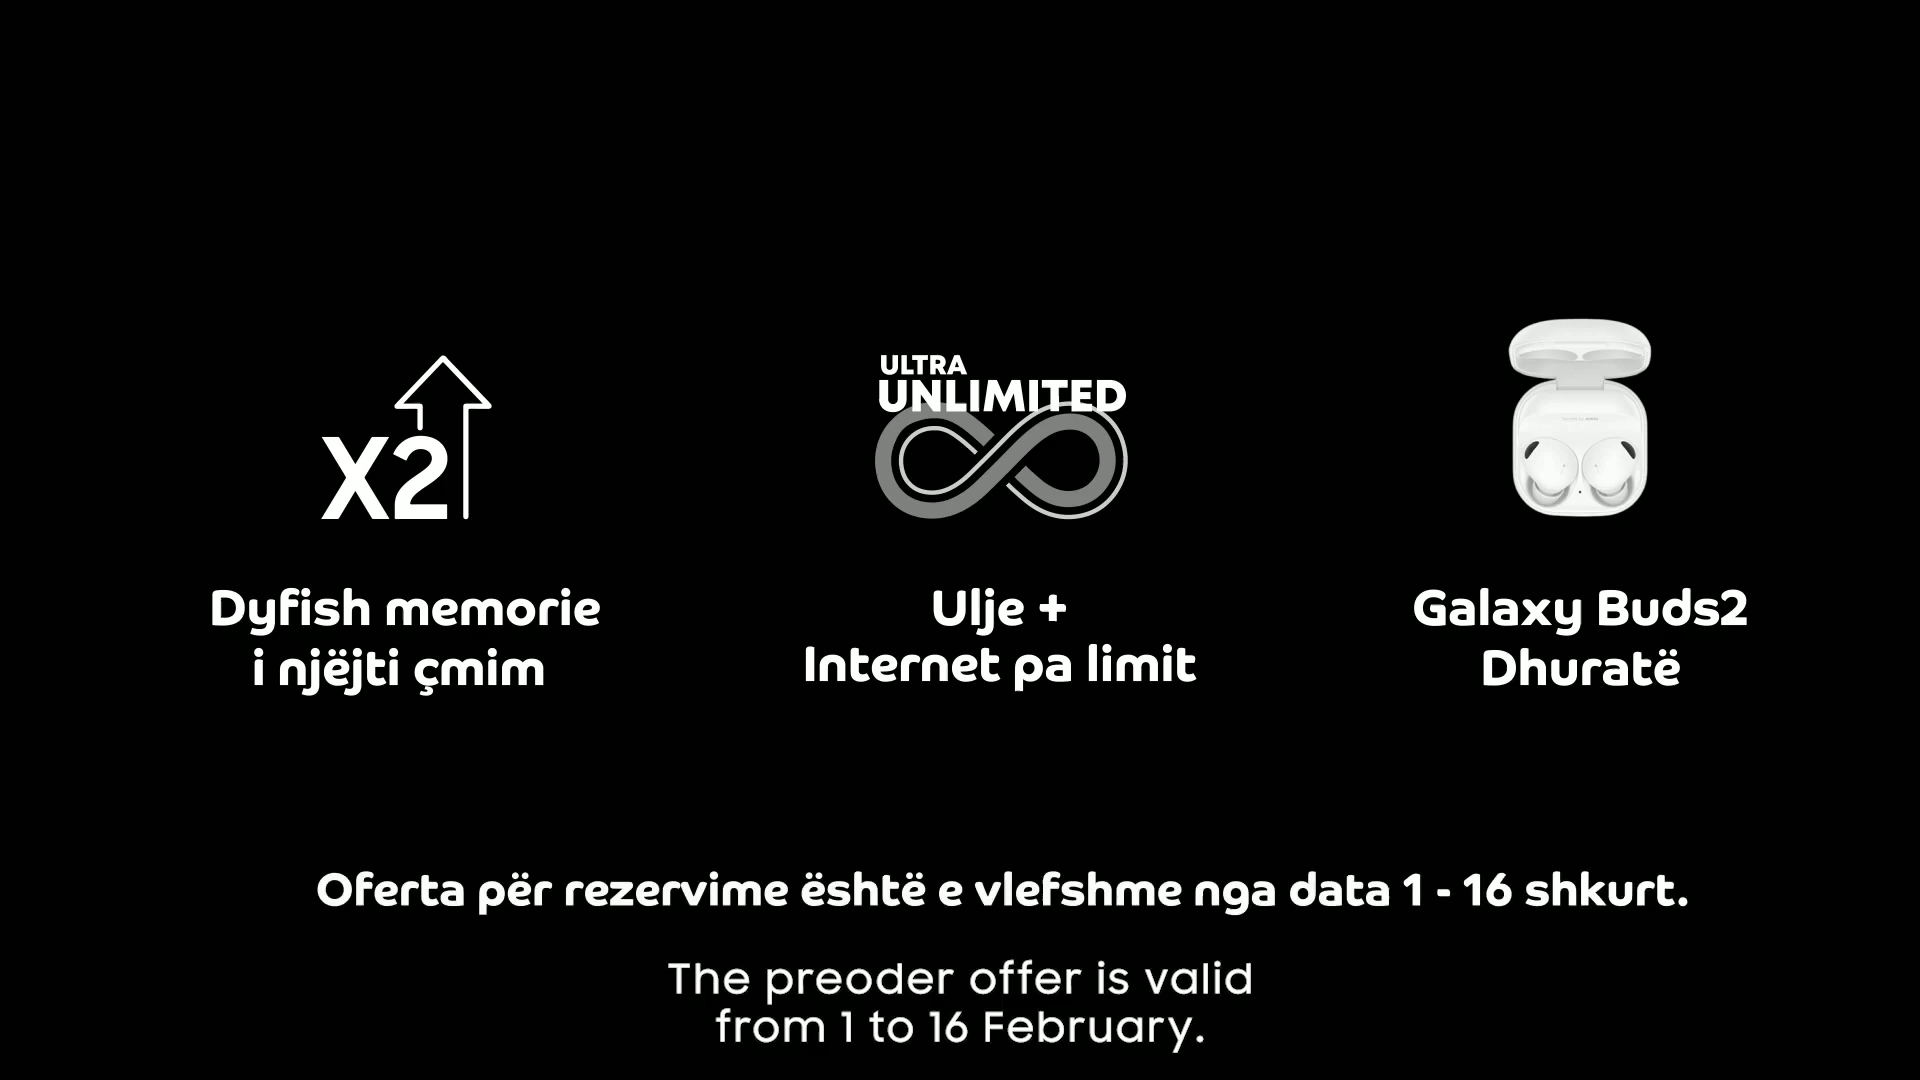 X2
Dyfish memorie
i njëjti çmim
ULTRA
UNLIMITED
Ulje +
Internet pa limit
Galaxy Buds2
Dhuratë
Oferta për rezervime është e vlefshme nga data 1 - 16 shkurt.
The preoder offer is valid
from 1 to 16 February.